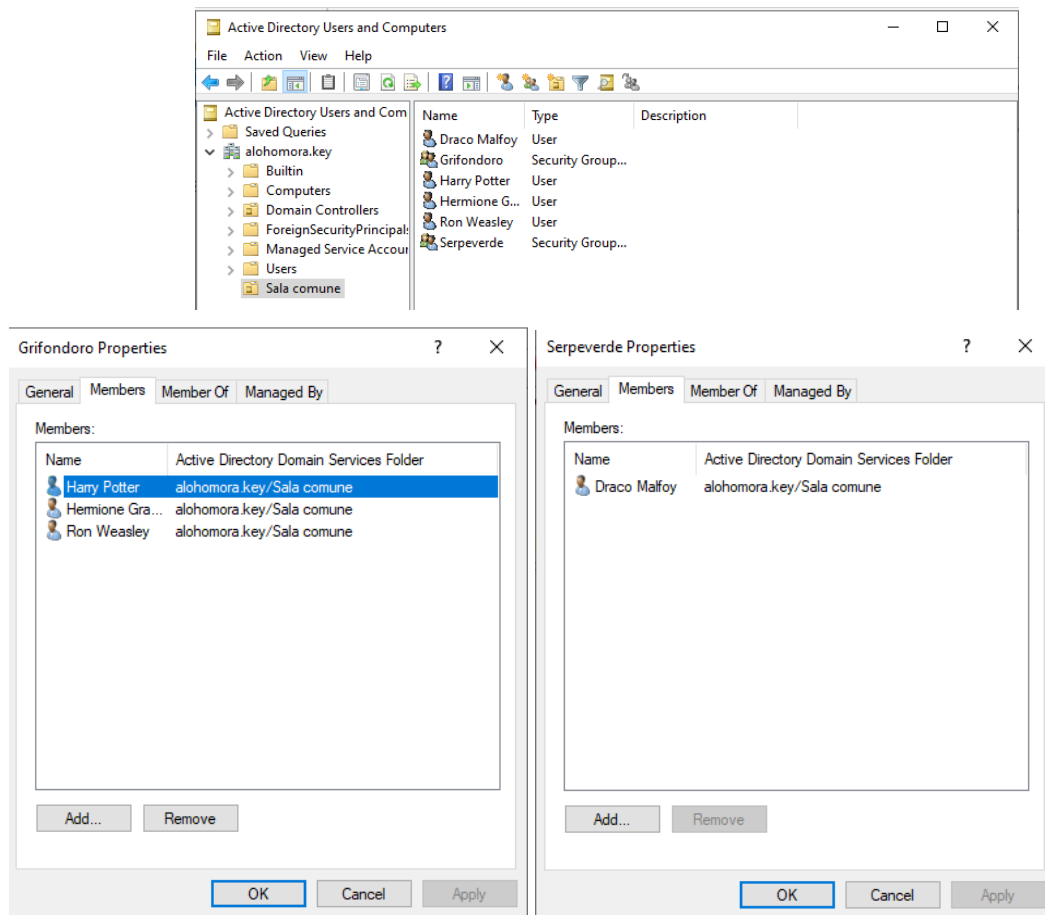 Active Directory Users and Computers
File Action View Help
Active Directory Users and Com
Saved Queries
alohomora.key
Builtin
Computers
Domain Controllers
ForeignSecurityPrincipals
Managed Service Accour
Users
Sala comune
Name Type Description
Draco Malfoy User
Grifondoro Security Group...
Harry Potter User
Hermione G... User
Ron Weasley User
Serpeverde Security Group...
Grifondoro Properties ?
General Members Member Of Managed By
Members:
Name Active Directory Domain Services Folder
Harry Potter alohomora.key/Sala comune
Hermione Gra... alohomora.key/Sala comune
Ron Weasley alohomora.key/Sala comune
Add... Remove
OK Cancel Apply
Serpeverde Properties ?
General Members Member Of Managed By
Members:
Name Active Directory Domain Services Folder
Draco Malfoy alohomora.key/Sala comune
Add... Remove
OK Cancel Apply